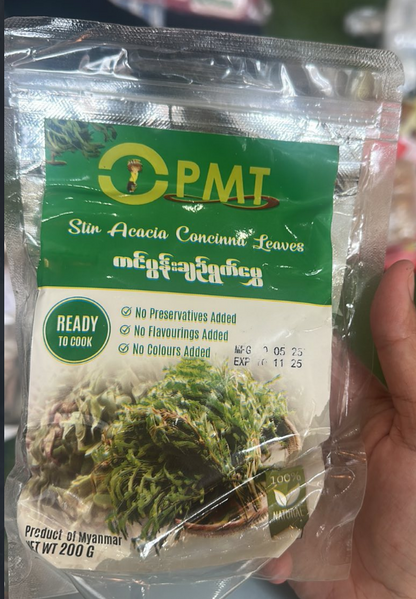 PMT
Stir Acacia Concinna Leaves
ကင်ပွန်းချဉ်ရွက်မွှေ
READY
TO COOK
No Preservatives Added
No Flavourings Added
No Colours Added
MFG 05 25
EXP 11 25
100%
NATURAL
Product of Myanmar
NET WT 200 G